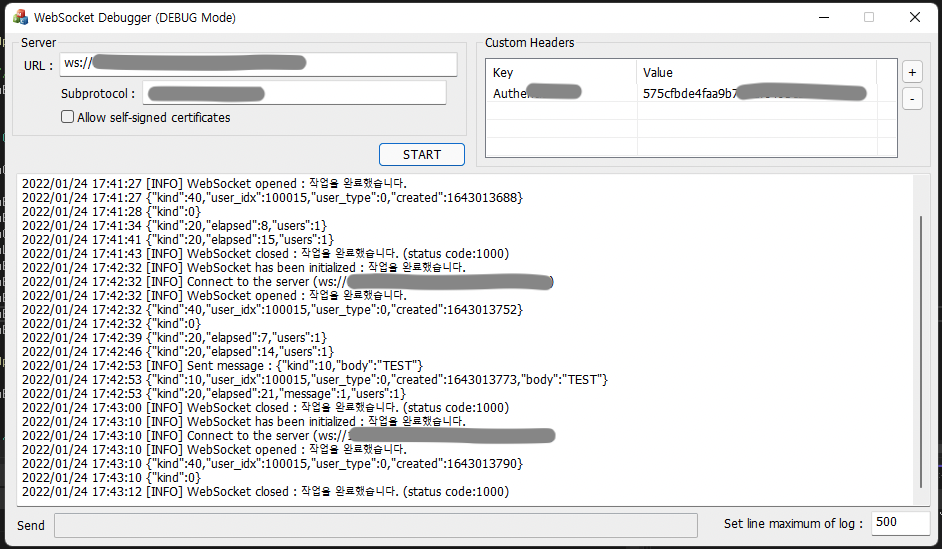 WebSocket Debugger (DEBUG Mode)
Server
URL : ws://
Subprotocol :
Allow self-signed certificates
START
Custom Headers
Key Value
Authe 575cfbde4faa9b7
+
-
2022/01/24 17:41:27 [INFO] WebSocket opened : 작업을 완료했습니다.
2022/01/24 17:41:27 {"kind":40,"user_idx":100015,"user_type":0,"created":1643013688}
2022/01/24 17:41:28 {"kind":0}
2022/01/24 17:41:34 {"kind":20,"elapsed":8,"users":1}
2022/01/24 17:41:41 {"kind":20,"elapsed":15,"users":1}
2022/01/24 17:41:43 [INFO] WebSocket closed : 작업을 완료했습니다. (status code:1000)
2022/01/24 17:42:32 [INFO] WebSocket has been initialized : 작업을 완료했습니다.
2022/01/24 17:42:32 [INFO] Connect to the server (ws:// )
2022/01/24 17:42:32 [INFO] WebSocket opened : 작업을 완료했습니다.
2022/01/24 17:42:32 {"kind":40,"user_idx":100015,"user_type":0,"created":1643013752}
2022/01/24 17:42:32 {"kind":0}
2022/01/24 17:42:39 {"kind":20,"elapsed":7,"users":1}
2022/01/24 17:42:46 {"kind":20,"elapsed":14,"users":1}
2022/01/24 17:42:53 [INFO] Sent message : {"kind":10,"body":"TEST"}
2022/01/24 17:42:53 {"kind":10,"user_idx":100015,"user_type":0,"created":1643013773,"body":"TEST"}
2022/01/24 17:42:53 {"kind":20,"elapsed":21,"message":1,"users":1}
2022/01/24 17:43:00 [INFO] WebSocket closed : 작업을 완료했습니다. (status code:1000)
2022/01/24 17:43:10 [INFO] WebSocket has been initialized : 작업을 완료했습니다.
2022/01/24 17:43:10 [INFO] Connect to the server (ws://
2022/01/24 17:43:10 [INFO] WebSocket opened : 작업을 완료했습니다.
2022/01/24 17:43:10 {"kind":40,"user_idx":100015,"user_type":0,"created":1643013790}
2022/01/24 17:43:10 {"kind":0}
2022/01/24 17:43:12 [INFO] WebSocket closed : 작업을 완료했습니다. (status code:1000)
Send
Set line maximum of log : 500